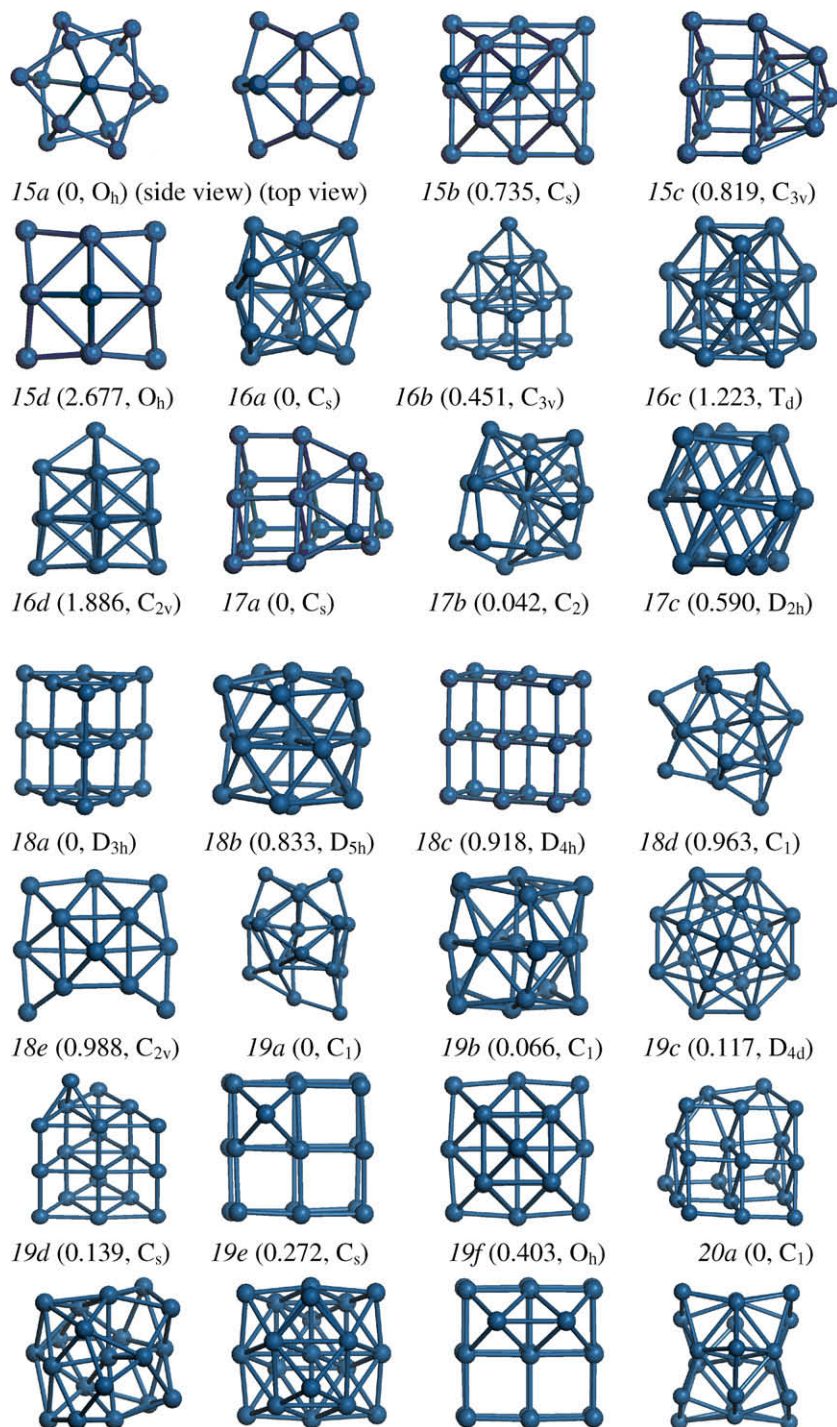 15a (0, Oh) (side view) (top view) 15b (0.735, Cs) 15c (0.819, C3v)
15d (2.677, Oh) 16a (0, Cs) 16b (0.451, C3v) 16c (1.223, Td)
16d (1.886, C2v) 17a (0, Cs) 17b (0.042, C2) 17c (0.590, D2h)
18a (0, D3h) 18b (0.833, D5h) 18c (0.918, D4h) 18d (0.963, C1)
18e (0.988, C2v) 19a (0, C1) 19b (0.066, C1) 19c (0.117, D4d)
19d (0.139, Cs) 19e (0.272, Cs) 19f (0.403, Oh) 20a (0, C1)